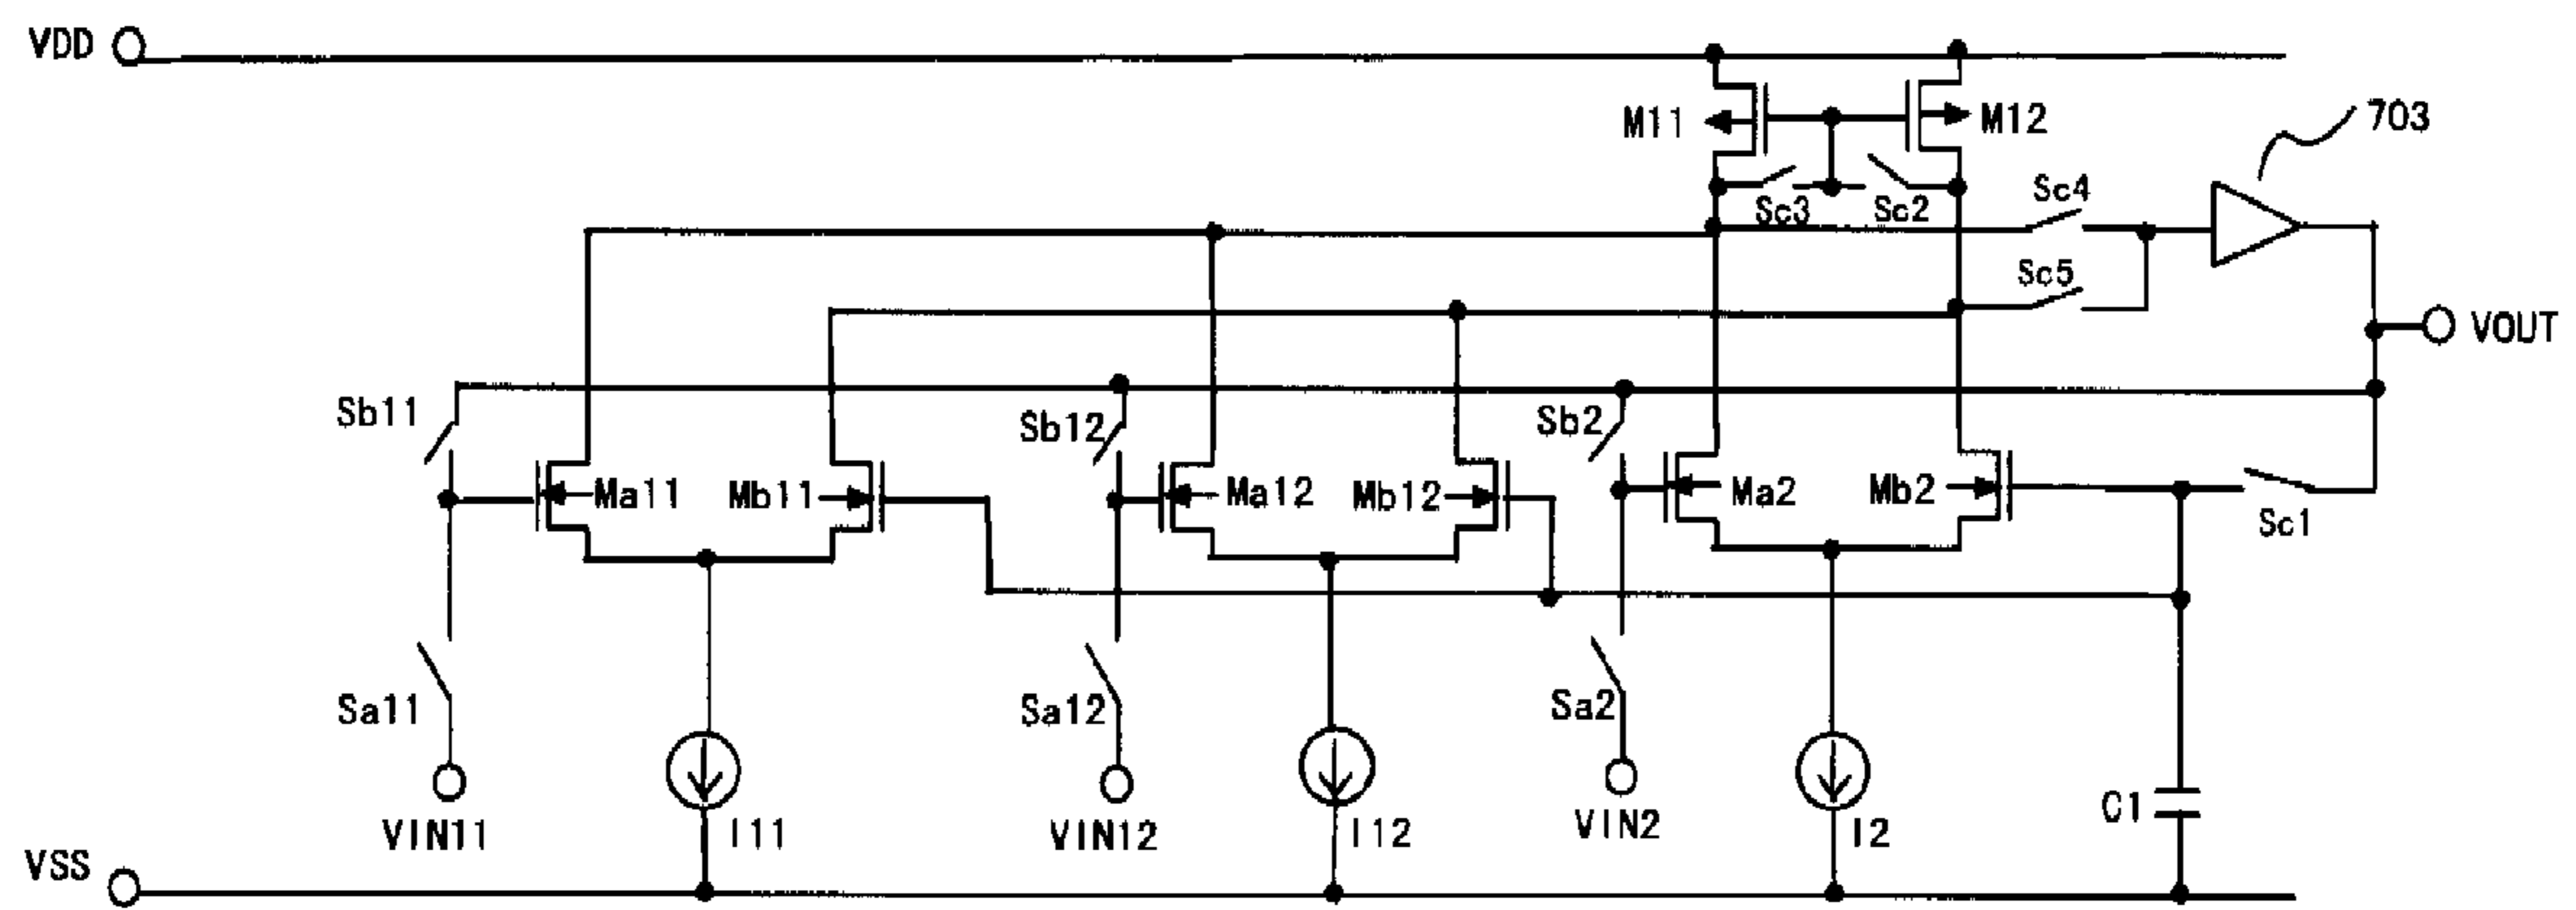 VDD
M11
M12
703
Sc3
Sc2
Sc4
Sc5
VOUT
Sb11
Sb12
Sb2
Ma11
Mb11
Ma12
Mb12
Ma2
Mb2
Sc1
Sa11
Sa12
Sa2
VIN11
I11
VIN12
I12
VIN2
I2
C1
VSS